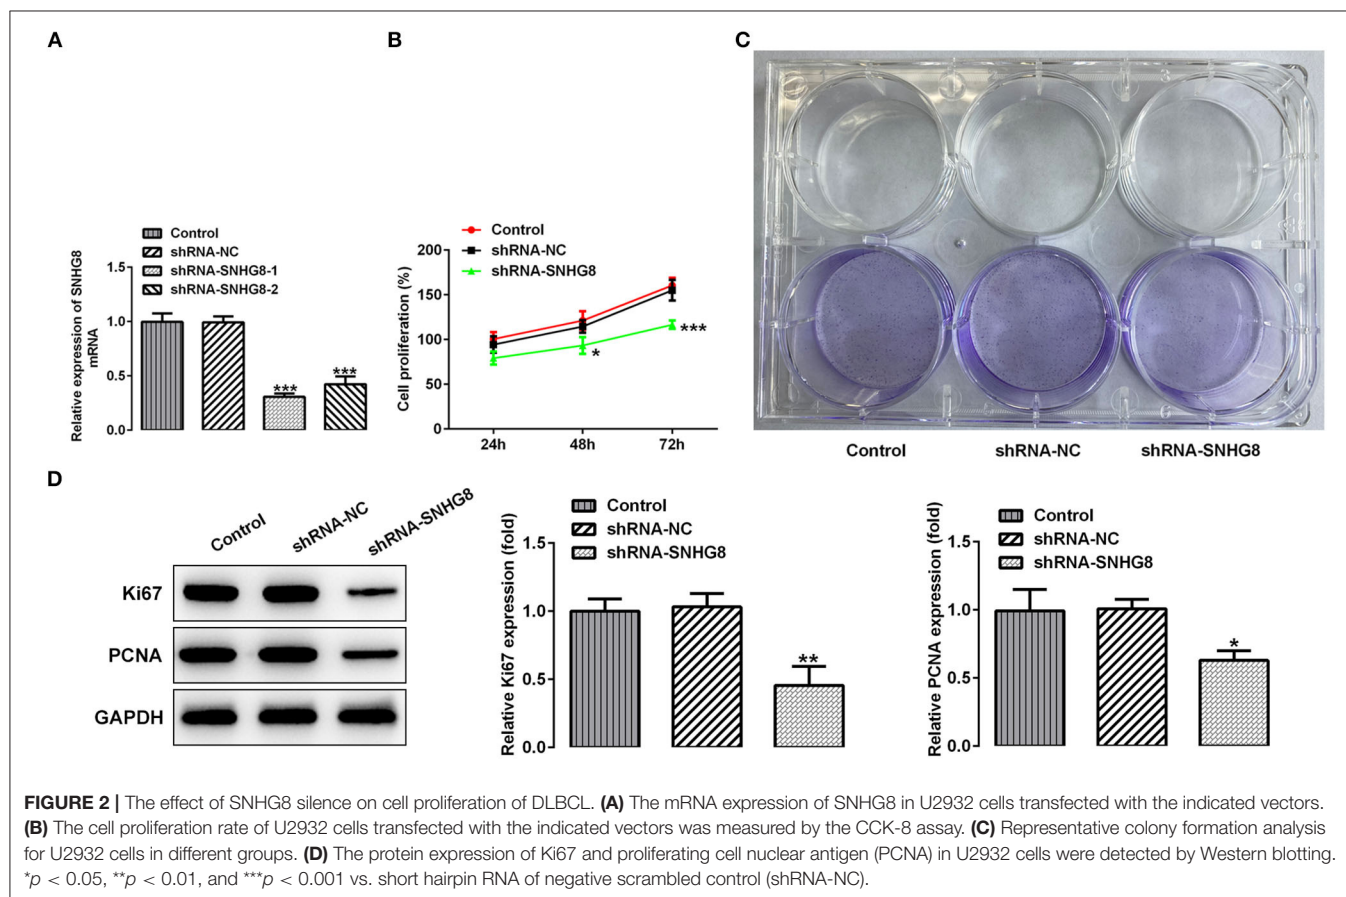 A
Control
shRNA-NC
shRNA-SNHG8-1
shRNA-SNHG8-2
Relative expression of SNHG8
mRNA
1.5
1.0
0.5
0.0
***
***
B
Control
shRNA-NC
shRNA-SNHG8
Cell proliferation (%)
200
150
100
50
0
24h
48h
72h
*
***
C
Control
shRNA-NC
shRNA-SNHG8
D
Control
shRNA-NC
shRNA-SNHG8
Ki67
PCNA
GAPDH
Control
shRNA-NC
shRNA-SNHG8
Relative Ki67 expression (fold)
1.5
1.0
0.5
0.0
**
Control
shRNA-NC
shRNA-SNHG8
Relative PCNA expression (fold)
1.5
1.0
0.5
0.0
*
FIGURE 2 | The effect of SNHG8 silence on cell proliferation of DLBCL. (A) The mRNA expression of SNHG8 in U2932 cells transfected with the indicated vectors.
(B) The cell proliferation rate of U2932 cells transfected with the indicated vectors was measured by the CCK-8 assay. (C) Representative colony formation analysis
for U2932 cells in different groups. (D) The protein expression of Ki67 and proliferating cell nuclear antigen (PCNA) in U2932 cells were detected by Western blotting.
*p < 0.05, **p < 0.01, and ***p < 0.001 vs. short hairpin RNA of negative scrambled control (shRNA-NC).